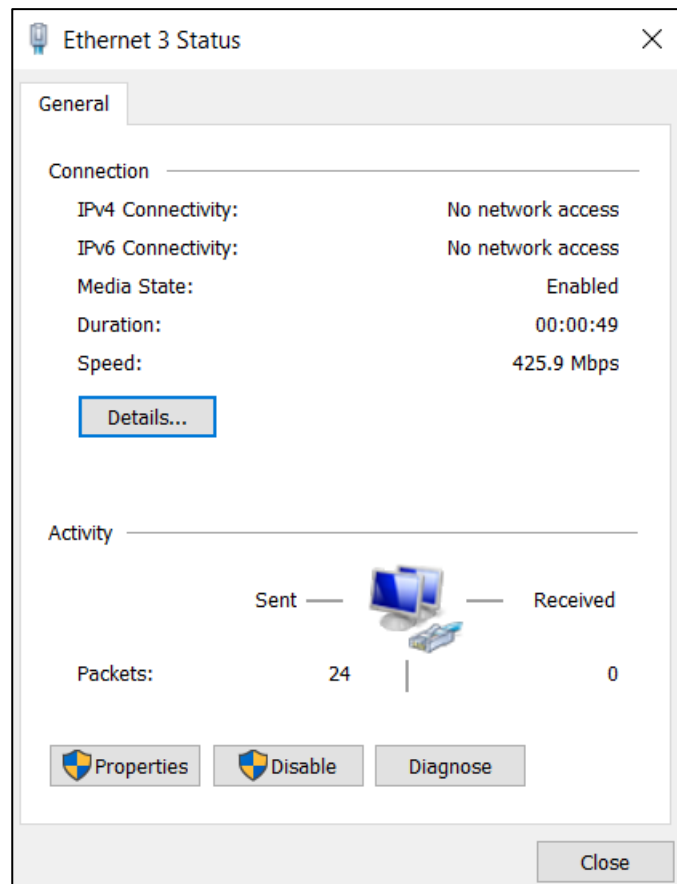 Ethernet 3 Status
General
Connection
IPv4 Connectivity: No network access
IPv6 Connectivity: No network access
Media State: Enabled
Duration: 00:00:49
Speed: 425.9 Mbps
Details...
Activity
Sent Received
Packets: 24 0
Properties Disable Diagnose
Close